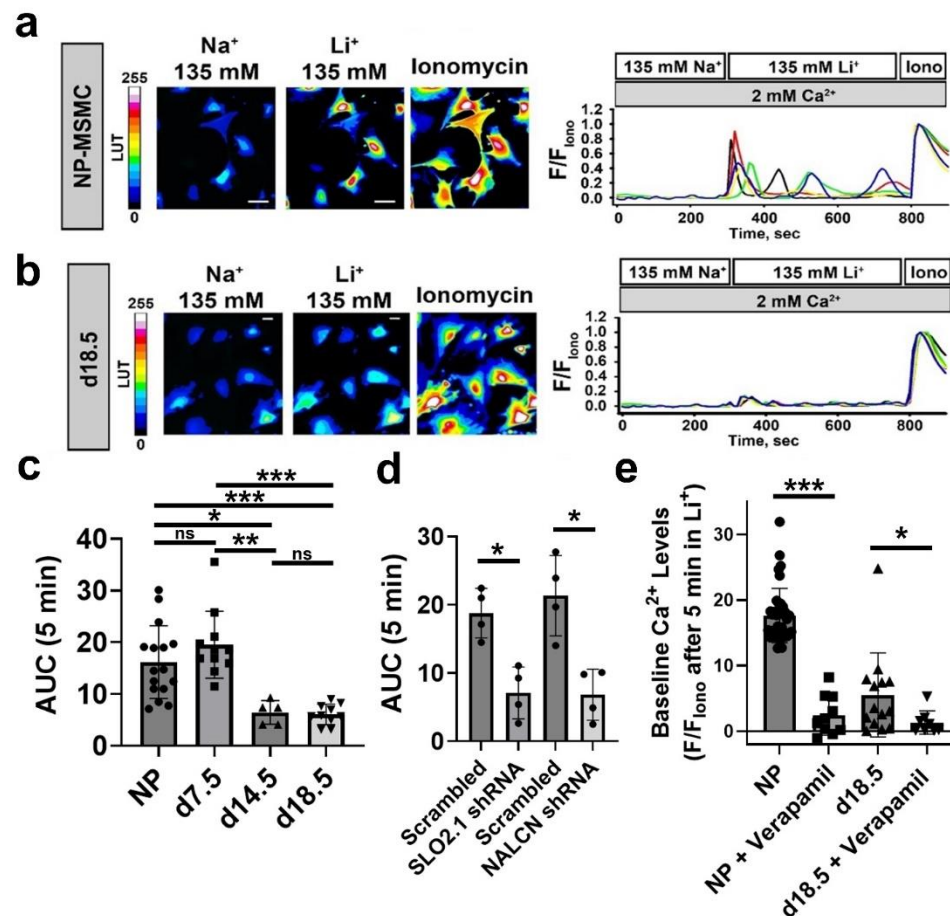 a
NP-MSMC
255
LUT
0
Na⁺
135 mM
Li⁺
135 mM
Ionomycin
135 mM Na⁺
135 mM Li⁺
Iono
2 mM Ca²⁺
F/F_Iono
1.2
1.0
0.8
0.6
0.4
0.2
0.0
0
200
400
600
800
Time, sec
b
d18.5
255
LUT
0
Na⁺
135 mM
Li⁺
135 mM
Ionomycin
135 mM Na⁺
135 mM Li⁺
Iono
2 mM Ca²⁺
F/F_Iono
1.2
1.0
0.8
0.6
0.4
0.2
0.0
0
200
400
600
800
Time, sec
c
***
***
*
ns
**
ns
AUC (5 min)
40
30
20
10
0
NP
d7.5
d14.5
d18.5
d
*
*
AUC (5 min)
30
20
10
0
Scrambled
SLO2.1 shRNA
Scrambled
NALCN shRNA
e
***
*
Baseline Ca²⁺ Levels
(F/F_Iono after 5 min in Li⁺)
40
30
20
10
0
NP
NP + Verapamil
d18.5
d18.5 + Verapamil